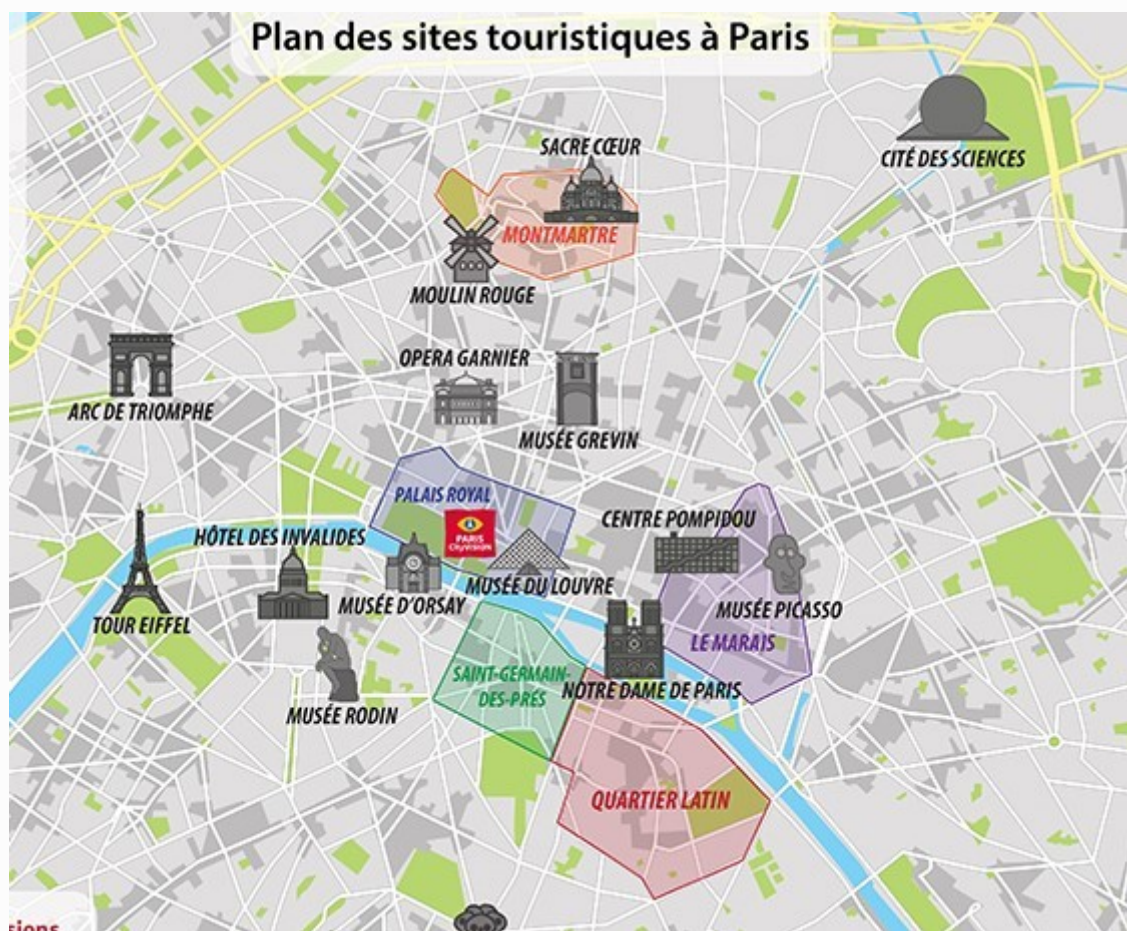 Plan des sites touristiques à Paris
SACRE CŒUR
CITÉ DES SCIENCES
MONTMARTRE
MOULIN ROUGE
OPERA GARNIER
ARC DE TRIOMPHE
MUSÉE GREVIN
PALAIS ROYAL
PARIS
CityVISION
CENTRE POMPIDOU
HÔTEL DES INVALIDES
MUSÉE DU LOUVRE
MUSÉE D'ORSAY
MUSÉE PICASSO
TOUR EIFFEL
LE MARAIS
SAINT-GERMAIN-
DES-PRÉS
NOTRE DAME DE PARIS
MUSÉE RODIN
QUARTIER LATIN
sions